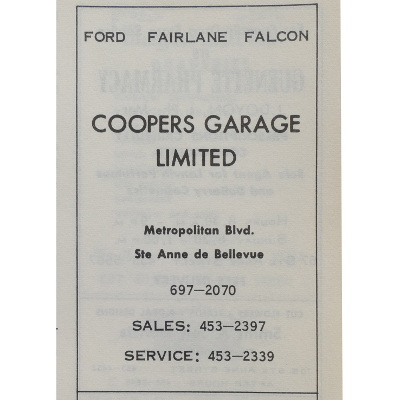 FORD FAIRLANE FALCON
COOPERS GARAGE
LIMITED
Metropolitan Blvd.
Ste Anne de Bellevue
697—2070
SALES: 453—2397
SERVICE: 453—2339